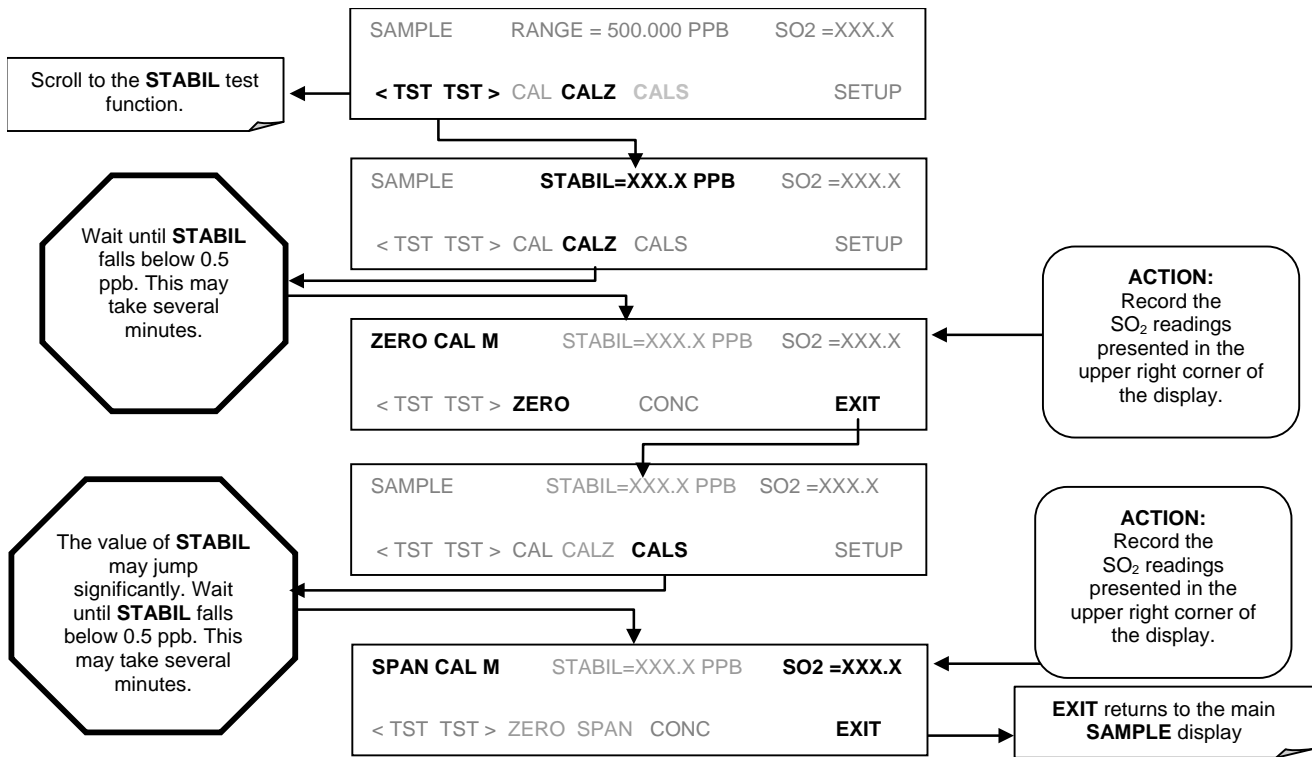 SAMPLE RANGE = 500.000 PPB SO2 =XXX.X
Scroll to the STABIL test
function.
< TST TST > CAL CALZ CALS SETUP
SAMPLE STABIL=XXX.X PPB SO2 =XXX.X
< TST TST > CAL CALZ CALS SETUP
Wait until STABIL
falls below 0.5
ppb. This may
take several
minutes.
ZERO CAL M STABIL=XXX.X PPB SO2 =XXX.X
< TST TST > ZERO CONC EXIT
ACTION:
Record the
SO₂ readings
presented in the
upper right corner of
the display.
SAMPLE STABIL=XXX.X PPB SO2 =XXX.X
< TST TST > CAL CALZ CALS SETUP
The value of STABIL
may jump
significantly. Wait
until STABIL falls
below 0.5 ppb. This
may take several
minutes.
ACTION:
Record the
SO₂ readings
presented in the
upper right corner of
the display.
SPAN CAL M STABIL=XXX.X PPB SO2 =XXX.X
< TST TST > ZERO SPAN CONC EXIT
EXIT returns to the main
SAMPLE display